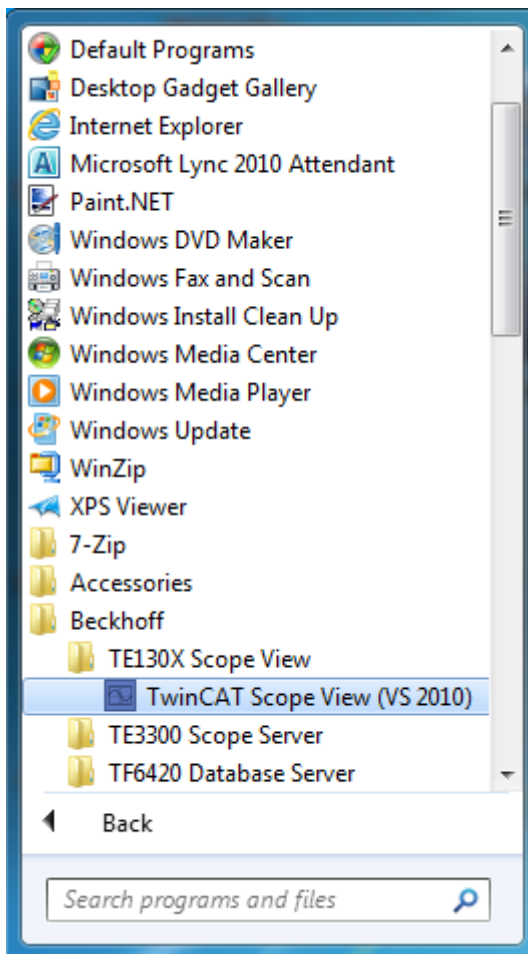 Default Programs
Desktop Gadget Gallery
Internet Explorer
Microsoft Lync 2010 Attendant
Paint.NET
Windows DVD Maker
Windows Fax and Scan
Windows Install Clean Up
Windows Media Center
Windows Media Player
Windows Update
WinZip
XPS Viewer
7-Zip
Accessories
Beckhoff
TE130X Scope View
TwinCAT Scope View (VS 2010)
TE3300 Scope Server
TF6420 Database Server
Back
Search programs and files